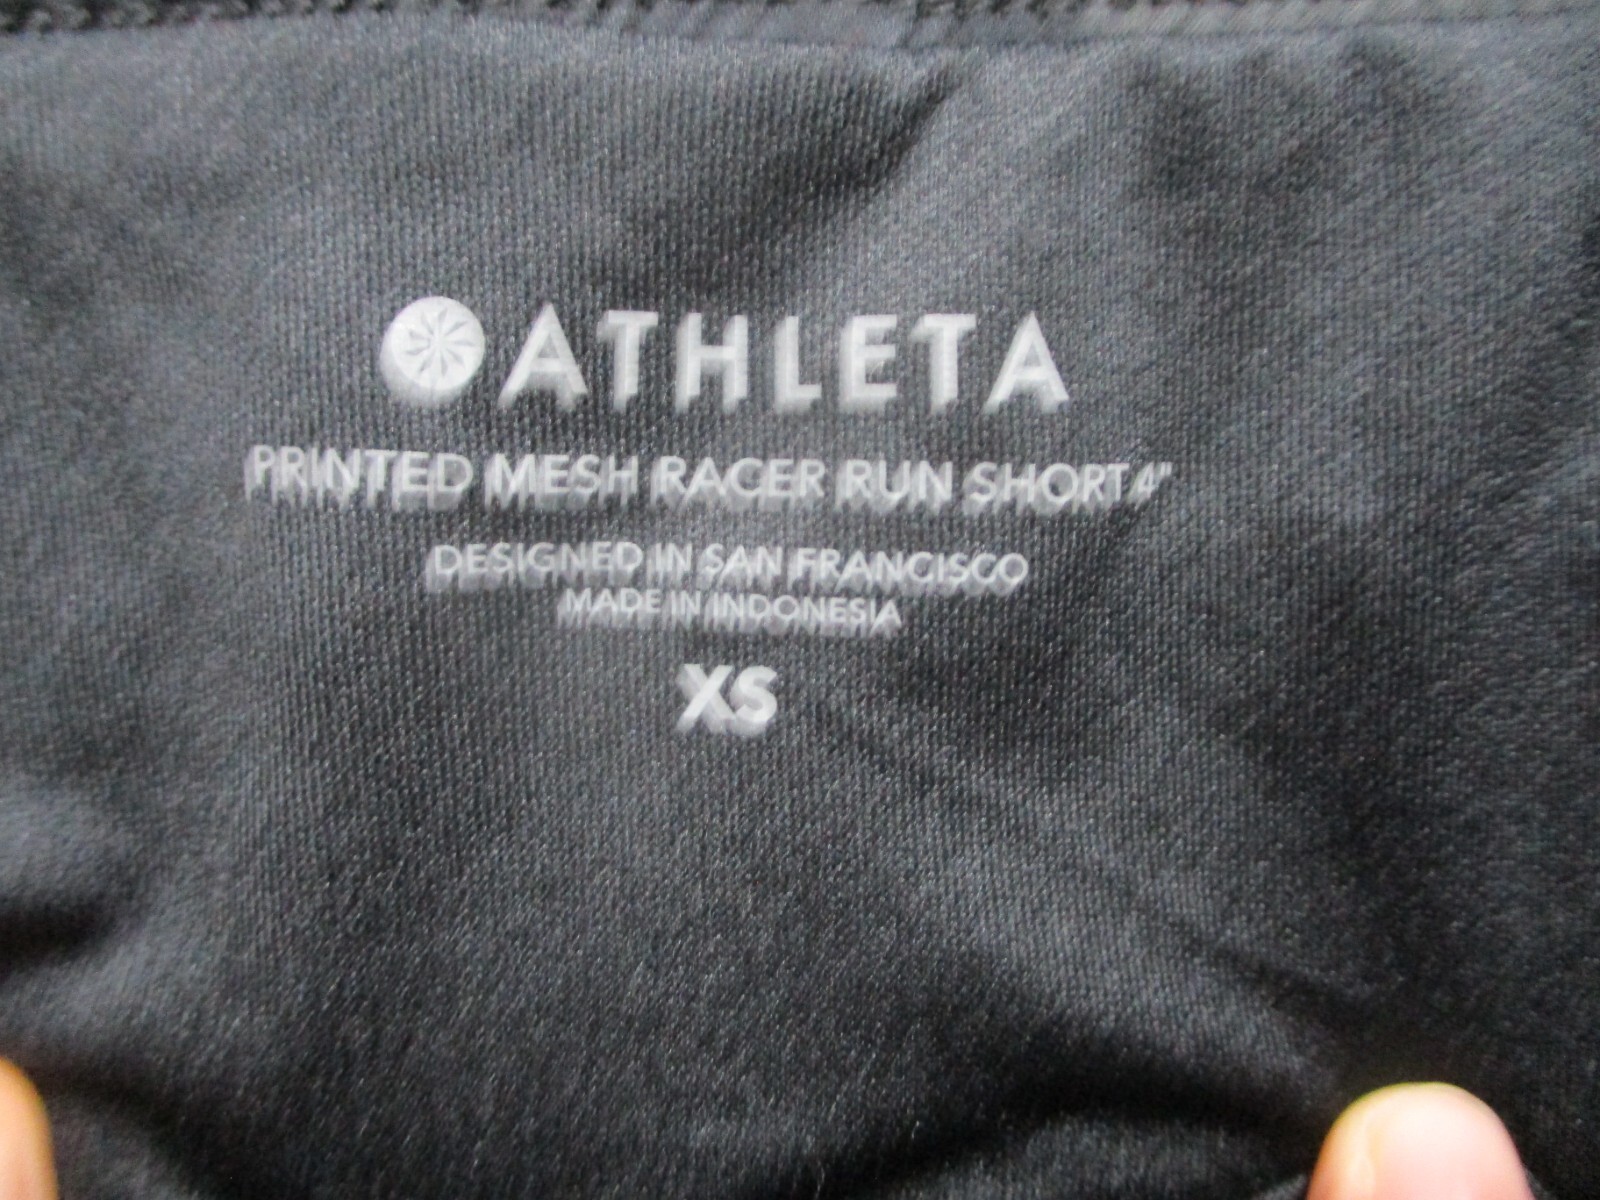 ATHLETA
PRINTED MESH RACER RUN SHORT 4"
DESIGNED IN SAN FRANCISCO
MADE IN INDONESIA
XS